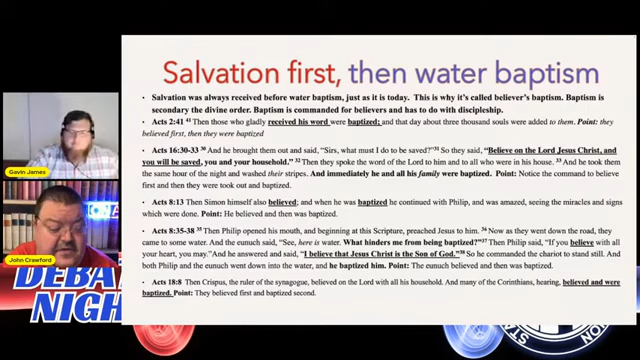 Salvation first, then water baptism
Salvation was always received before water baptism, just as it is today. This is why it's called believer's baptism. Baptism is
secondary the divine order. Baptism is commanded for believers and has to do with discipleship.
Acts 2:41 41 Then those who gladly received his word were baptized; and that day about three thousand souls were added to them. Point: they
believed first, then they were baptized
Acts 16:30-33 30 And he brought them out and said, “Sirs, what must I do to be saved?” 31 So they said, “Believe on the Lord Jesus Christ, and
you will be saved, you and your household.” 32 Then they spoke the word of the Lord to him and to all who were in his house. 33 And he took them
the same hour of the night and washed their stripes. And immediately he and all his family were baptized. Point: Notice the command to believe
first and then they were took out and baptized.
Acts 8:13 Then Simon himself also believed; and when he was baptized he continued with Philip, and was amazed, seeing the miracles and signs
which were done. Point: He believed and then was baptized.
Acts 8:35-38 35 Then Philip opened his mouth, and beginning at this Scripture, preached Jesus to him. 36 Now as they went down the road, they
came to some water. And the eunuch said, “See, here is water. What hinders me from being baptized?” 37 Then Philip said, “If you believe with all
your heart, you may.” And he answered and said, “I believe that Jesus Christ is the Son of God.” 38 So he commanded the chariot to stand still. And
both Philip and the eunuch went down into the water, and he baptized him. Point: The eunuch believed and then was baptized.
Acts 18:8 Then Crispus, the ruler of the synagogue, believed on the Lord with all his household. And many of the Corinthians, hearing, believed and were
baptized. Point: They believed first and baptized second.
Gavin James
John Crawford
DEBA
NIGH